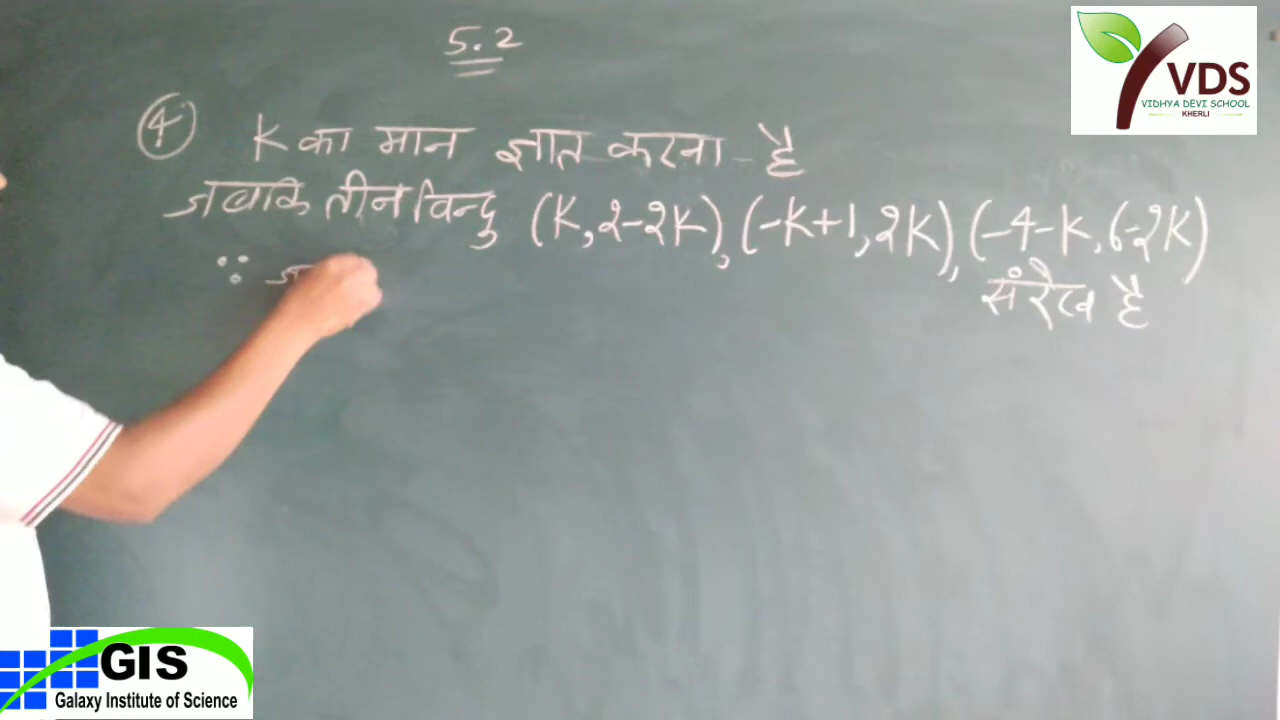 5.2
④ K का मान ज्ञात करना है
जबकि तीन बिन्दु (K, 2-2K), (-K+1, 2K), (-4-K, 6-2K)
संरेख है
∵
VDS
VIDHYA DEVI SCHOOL
KHERLI
GIS
Galaxy Institute of Science